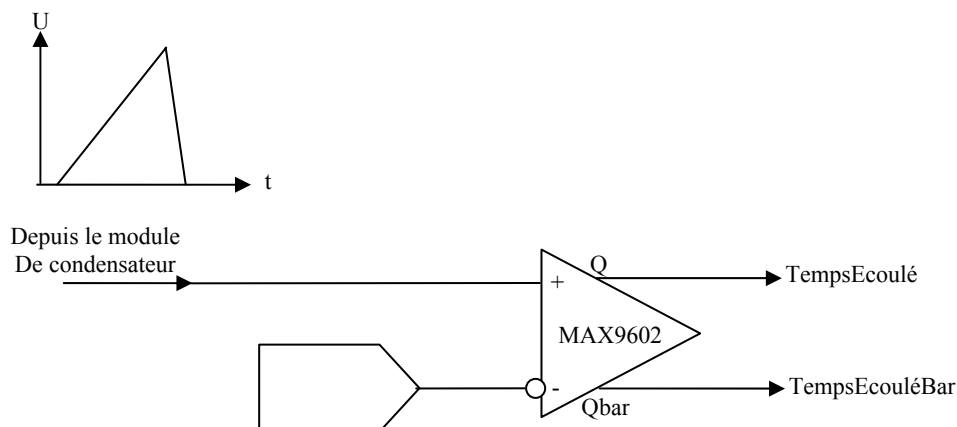 U
t
Depuis le module
De condensateur
Q
TempsEcoulé
+
MAX9602
-
TempsEcouléBar
Qbar